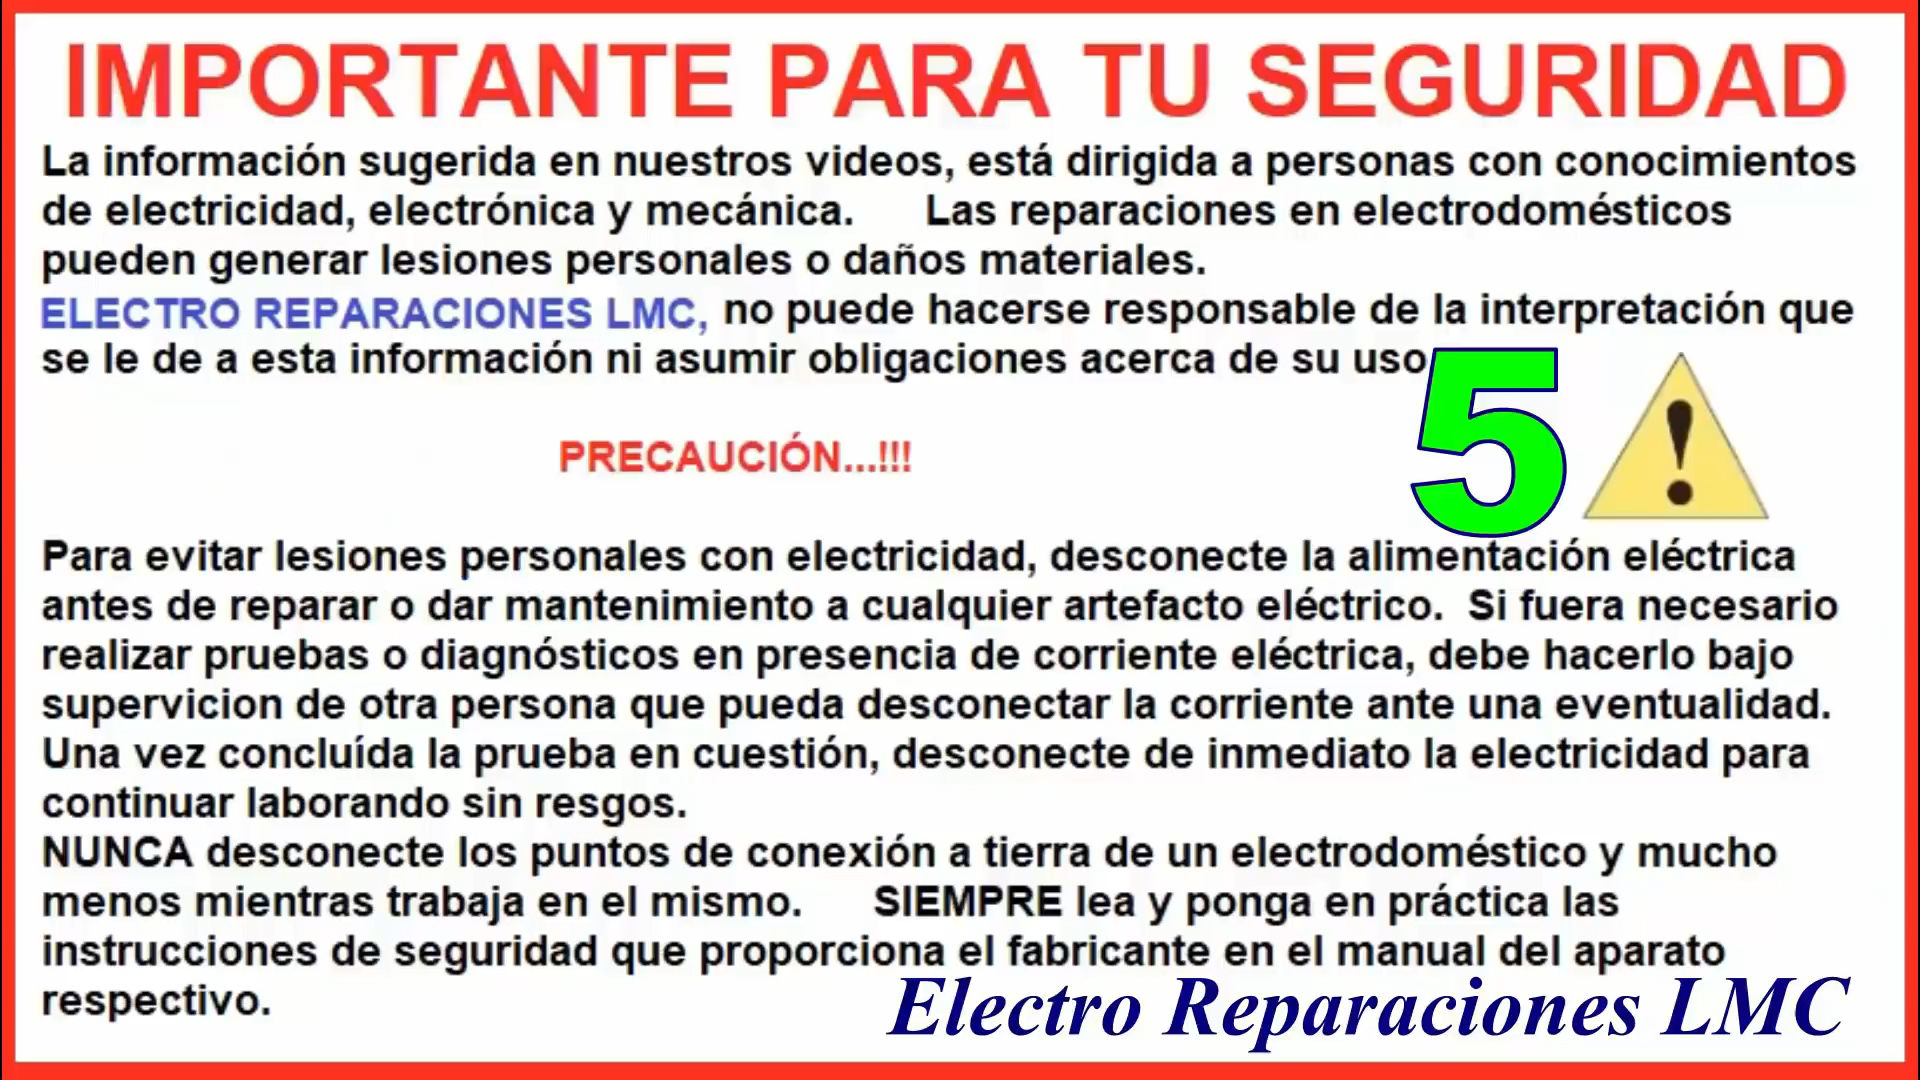 IMPORTANTE PARA TU SEGURIDAD
La información sugerida en nuestros videos, está dirigida a personas con conocimientos
de electricidad, electrónica y mecánica. Las reparaciones en electrodomésticos
pueden generar lesiones personales o daños materiales.
ELECTRO REPARACIONES LMC, no puede hacerse responsable de la interpretación que
se le de a esta información ni asumir obligaciones acerca de su uso
5
!
PRECAUCIÓN...!!!
Para evitar lesiones personales con electricidad, desconecte la alimentación eléctrica
antes de reparar o dar mantenimiento a cualquier artefacto eléctrico. Si fuera necesario
realizar pruebas o diagnósticos en presencia de corriente eléctrica, debe hacerlo bajo
supervicion de otra persona que pueda desconectar la corriente ante una eventualidad.
Una vez concluída la prueba en cuestión, desconecte de inmediato la electricidad para
continuar laborando sin resgos.
NUNCA desconecte los puntos de conexión a tierra de un electrodoméstico y mucho
menos mientras trabaja en el mismo. SIEMPRE lea y ponga en práctica las
instrucciones de seguridad que proporciona el fabricante en el manual del aparato
respectivo.
Electro Reparaciones LMC